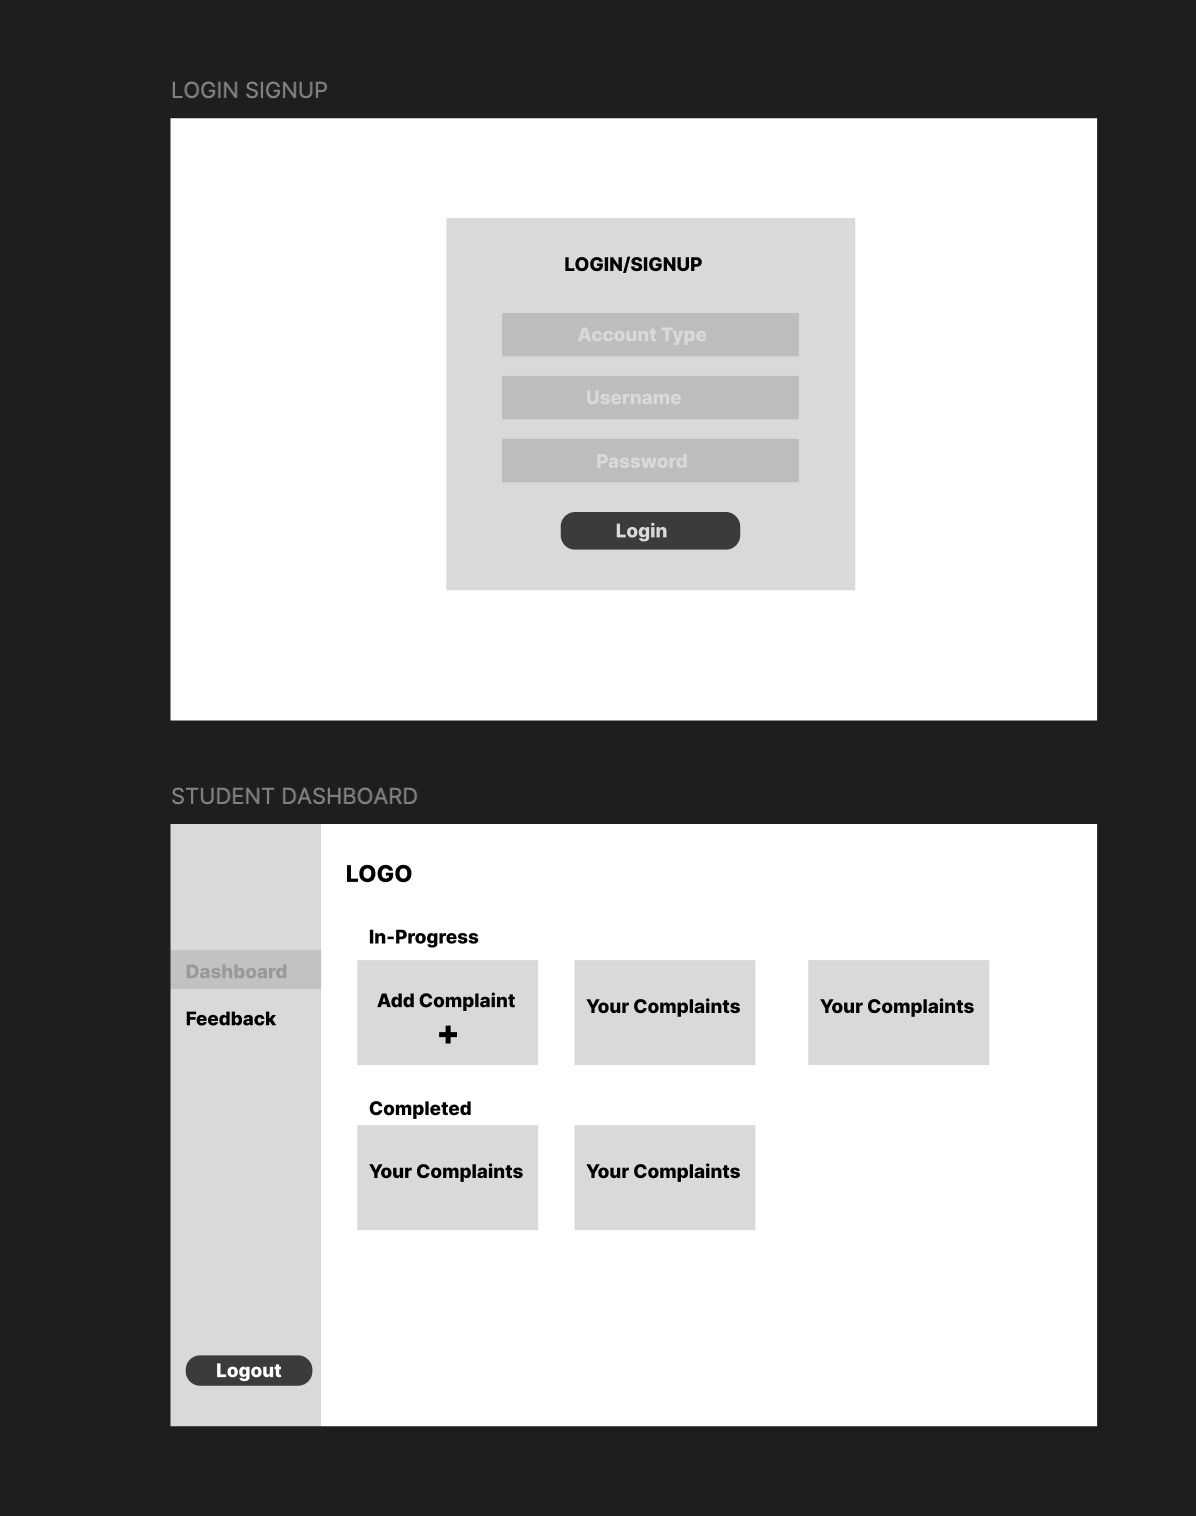 LOGIN SIGNUP
LOGIN/SIGNUP
Account Type
Username
Password
Login
STUDENT DASHBOARD
LOGO
In-Progress
Dashboard
Feedback
Add Complaint
+
Your Complaints
Your Complaints
Completed
Your Complaints
Your Complaints
Logout